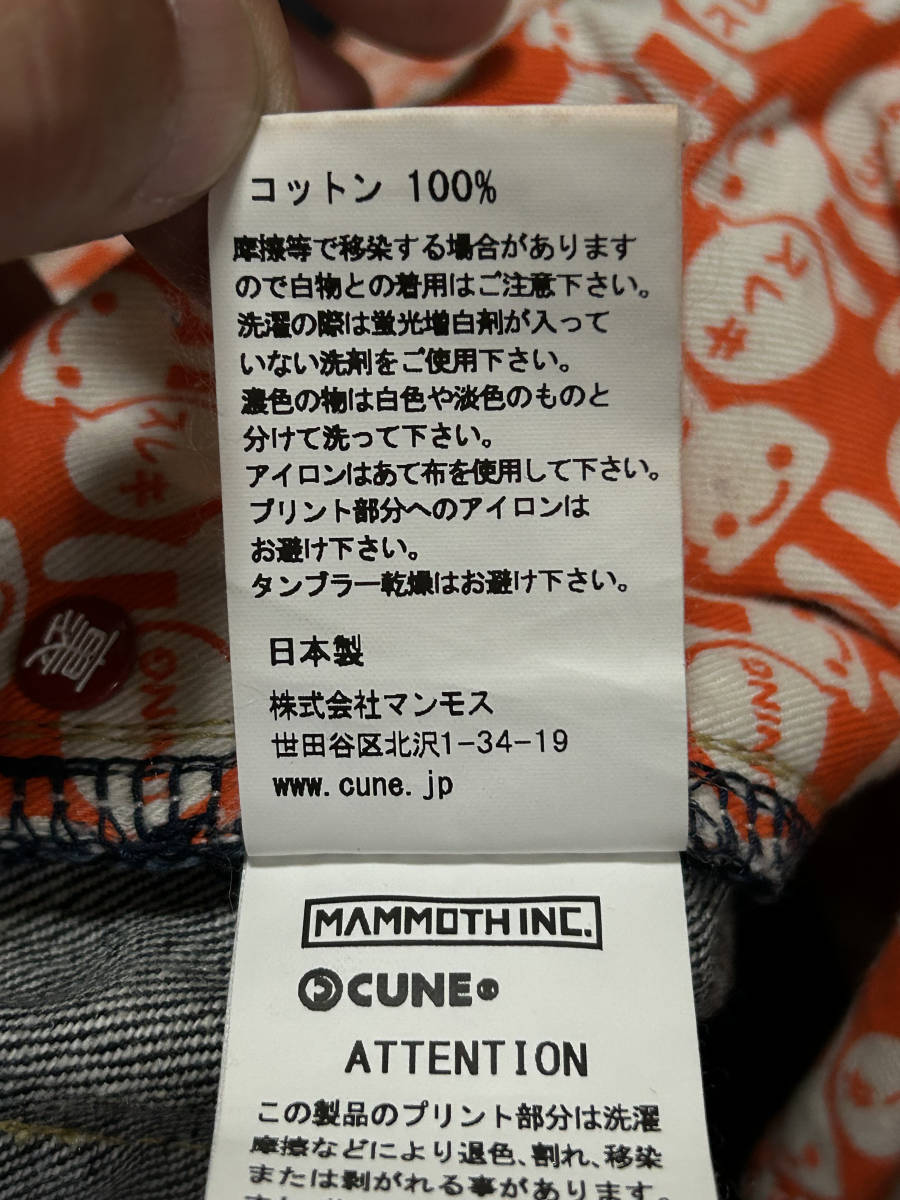 コットン 100%
摩擦等で移染する場合があります
ので白物との着用はご注意下さい。
洗濯の際は蛍光増白剤が入って
いない洗剤をご使用下さい。
濃色の物は白色や淡色のものと
分けて洗って下さい。
アイロンはあて布を使用して下さい。
プリント部分へのアイロンは
お避け下さい。
タンブラー乾燥はお避け下さい。
日本製
株式会社マンモス
世田谷区北沢1-34-19
www.cune.jp
MAMMOTH INC.
CUNE®
ATTENTION
この製品のプリント部分は洗濯
摩擦などにより退色、割れ、移染
または剥がれる事があります。
スレキ
スレキ
スレキ